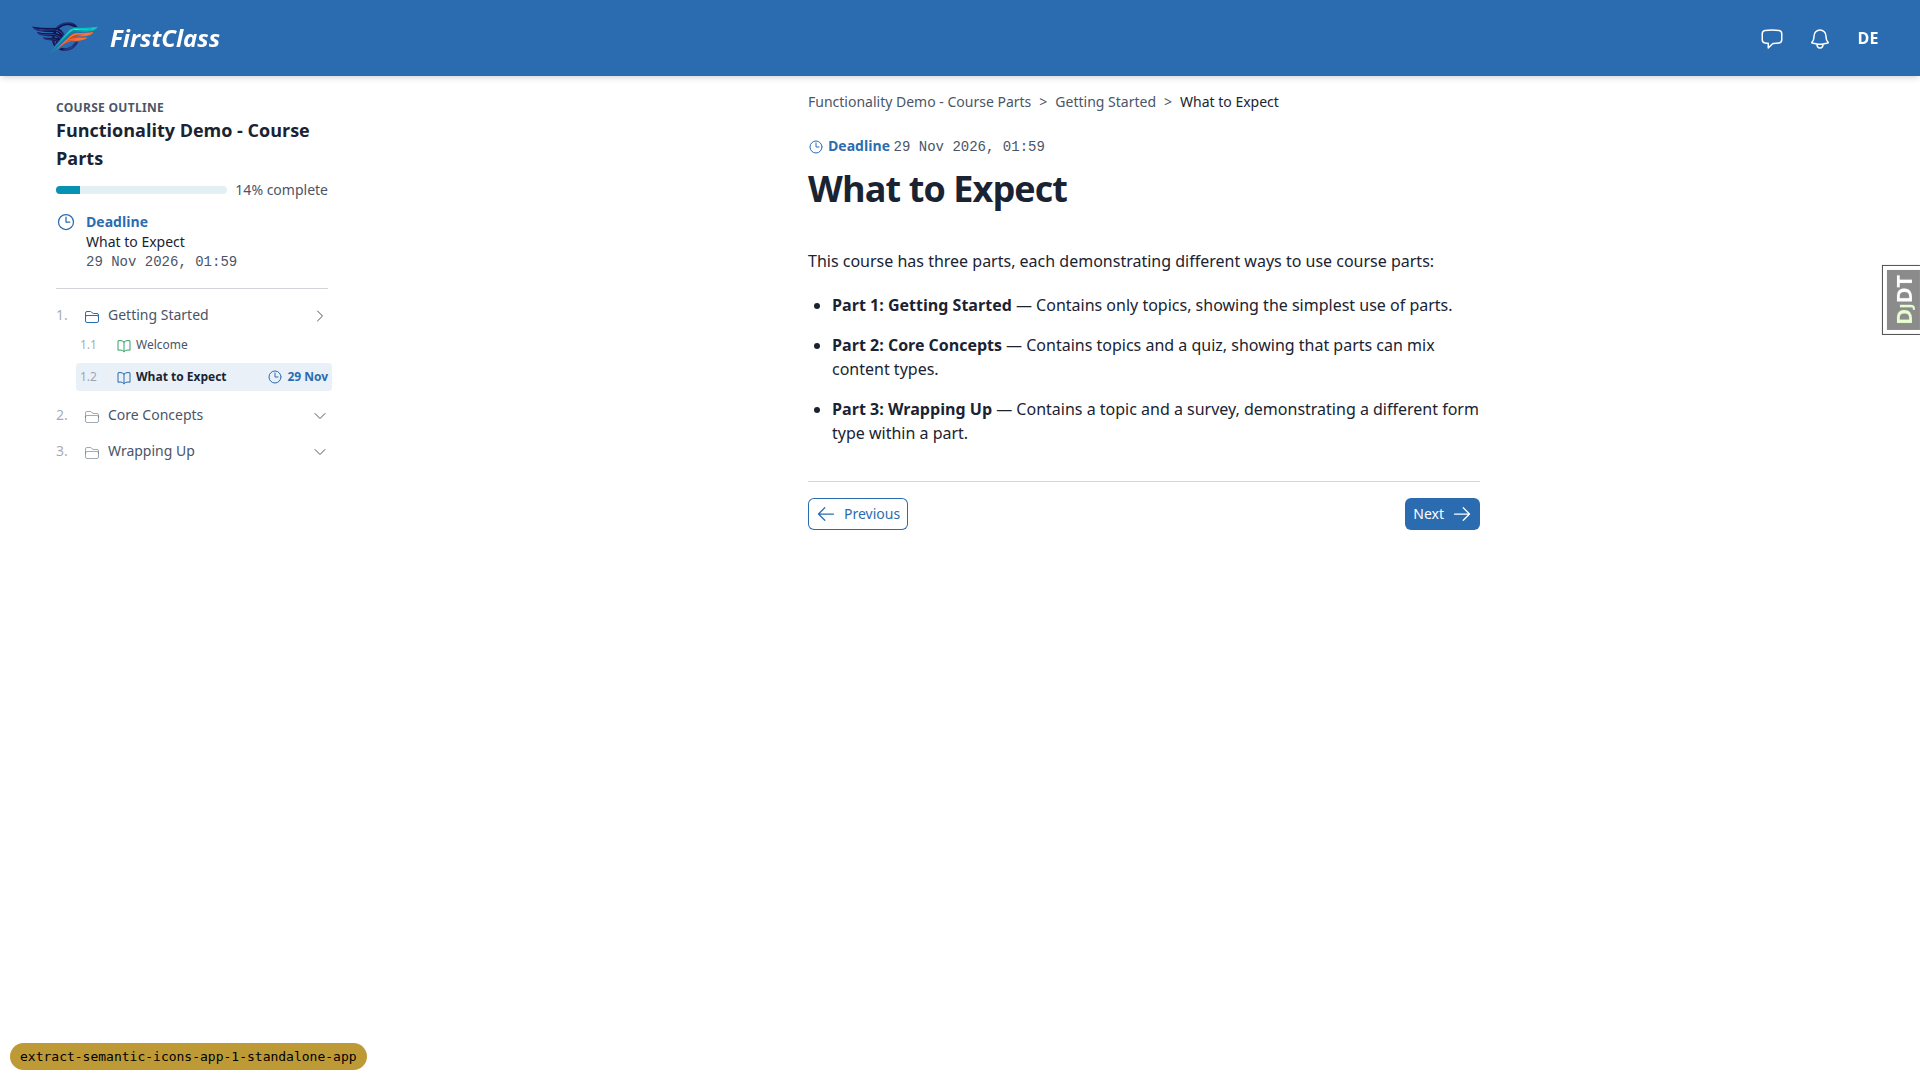 FirstClass
DE
COURSE OUTLINE
Functionality Demo - Course
Parts
14% complete
Deadline
What to Expect
29 Nov 2026, 01:59
1. Getting Started
1.1 Welcome
1.2 What to Expect 29 Nov
2. Core Concepts
3. Wrapping Up
Functionality Demo - Course Parts > Getting Started > What to Expect
Deadline 29 Nov 2026, 01:59
What to Expect
This course has three parts, each demonstrating different ways to use course parts:
• Part 1: Getting Started — Contains only topics, showing the simplest use of parts.
• Part 2: Core Concepts — Contains topics and a quiz, showing that parts can mix
content types.
• Part 3: Wrapping Up — Contains a topic and a survey, demonstrating a different form
type within a part.
Previous
Next
DJDT
extract-semantic-icons-app-1-standalone-app